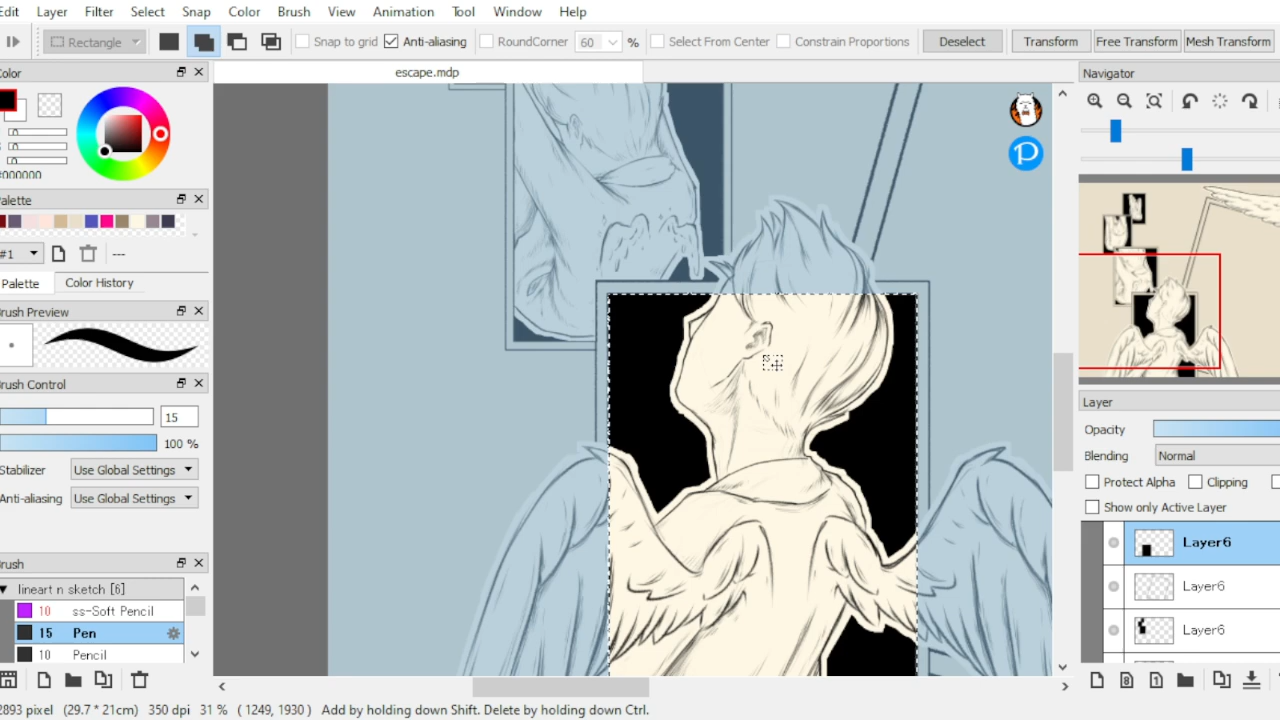 Edit Layer Filter Select Snap Color Brush View Animation Tool Window Help
Rectangle Snap to grid Anti-aliasing RoundCorner 60 % Select From Center Constrain Proportions Deselect Transform Free Transform Mesh Transform
Color
escape.mdp
Navigator
0
0
0
#000000
Palette
#1 ---
Palette Color History
Brush Preview
Brush Control
15
100 %
Stabilizer Use Global Settings
Anti-aliasing Use Global Settings
Brush
lineart n sketch [6]
10 ss-Soft Pencil
15 Pen
10 Pencil
Layer
Opacity
Blending Normal
Protect Alpha Clipping
Show only Active Layer
Layer6
Layer6
Layer6
2893 pixel (29.7 * 21cm) 350 dpi 31 % ( 1249, 1930 ) Add by holding down Shift. Delete by holding down Ctrl.